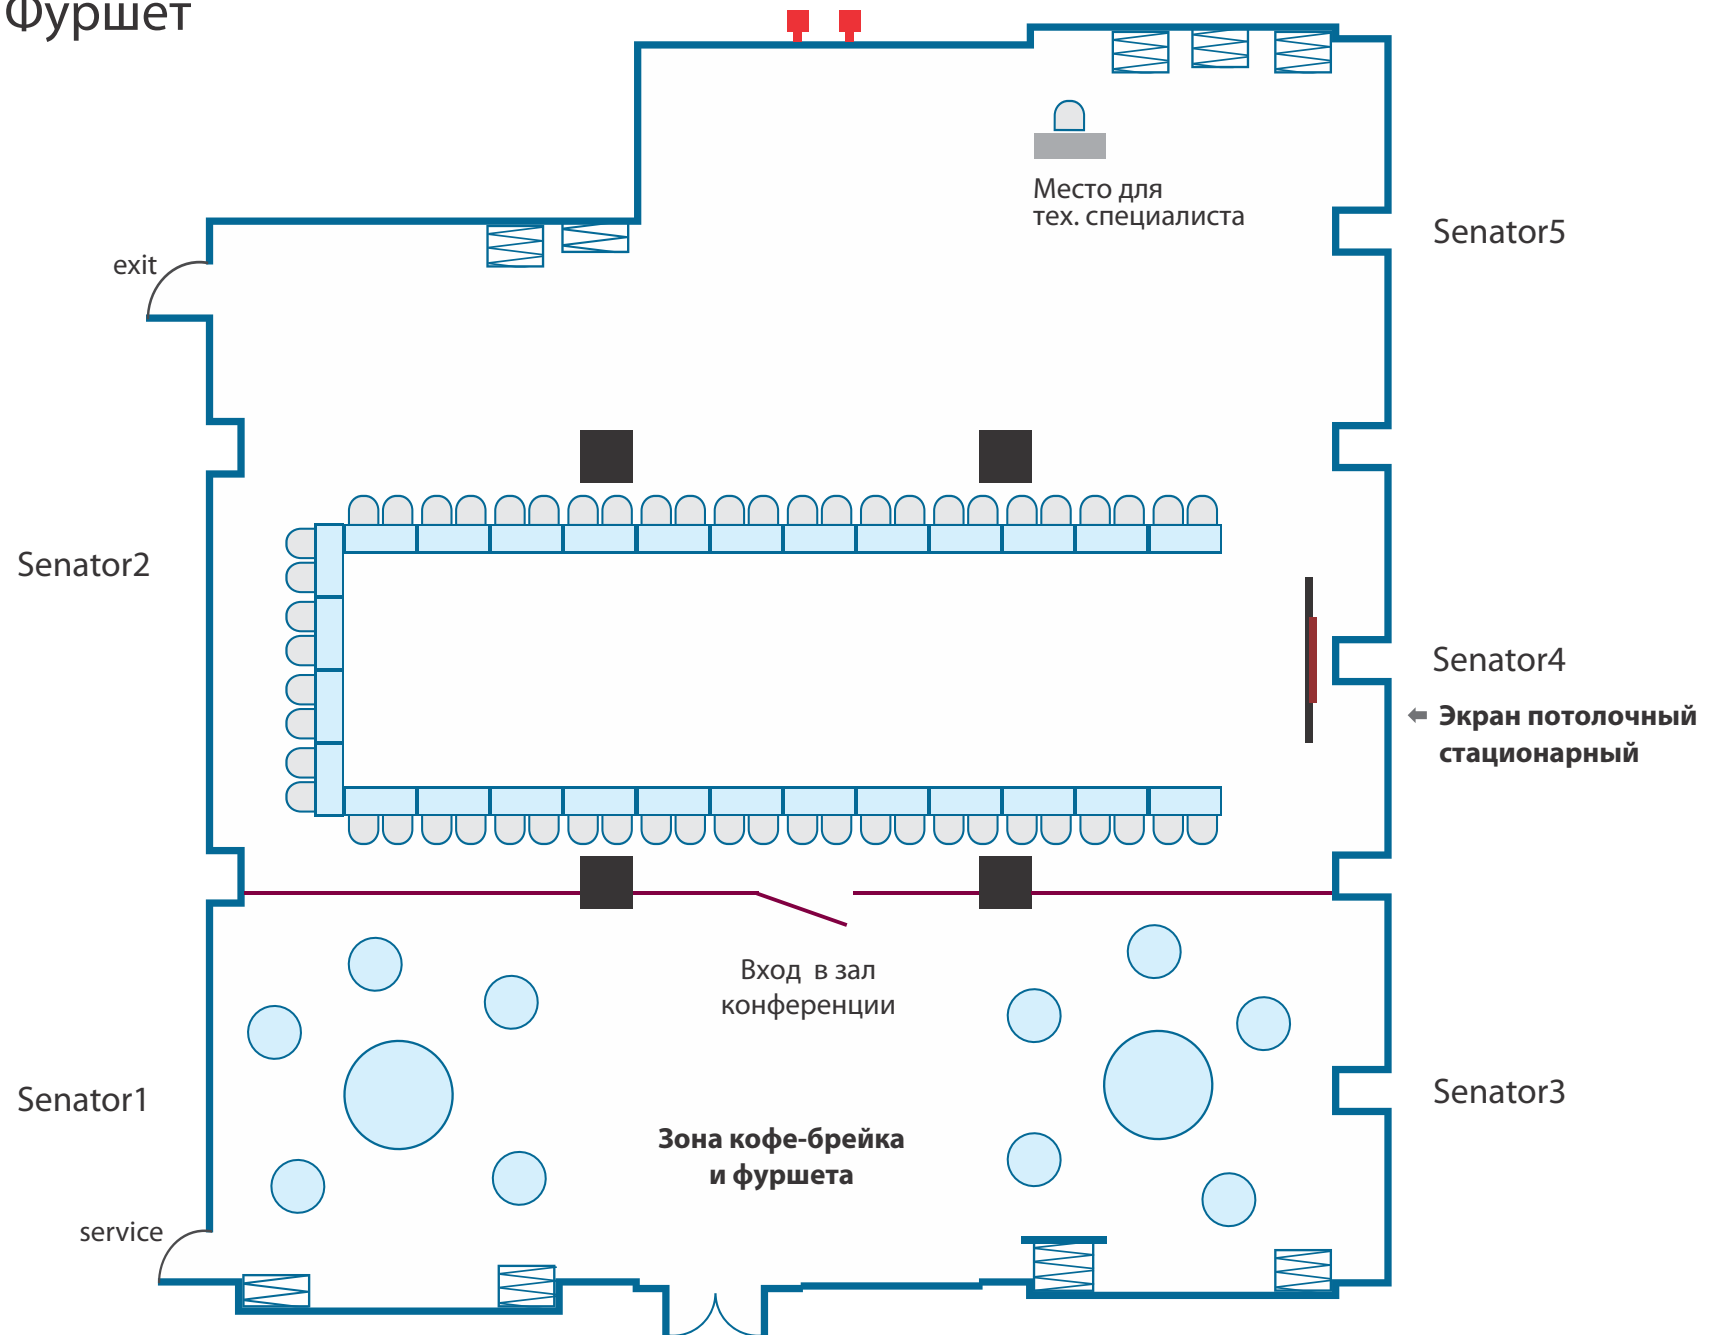 Фуршет
Место для
тех. специалиста
Senator5
exit
Senator2
Senator4
Экран потолочный
стационарный
Вход в зал
конференции
Senator1
Senator3
Зона кофе-брейка
и фуршета
service